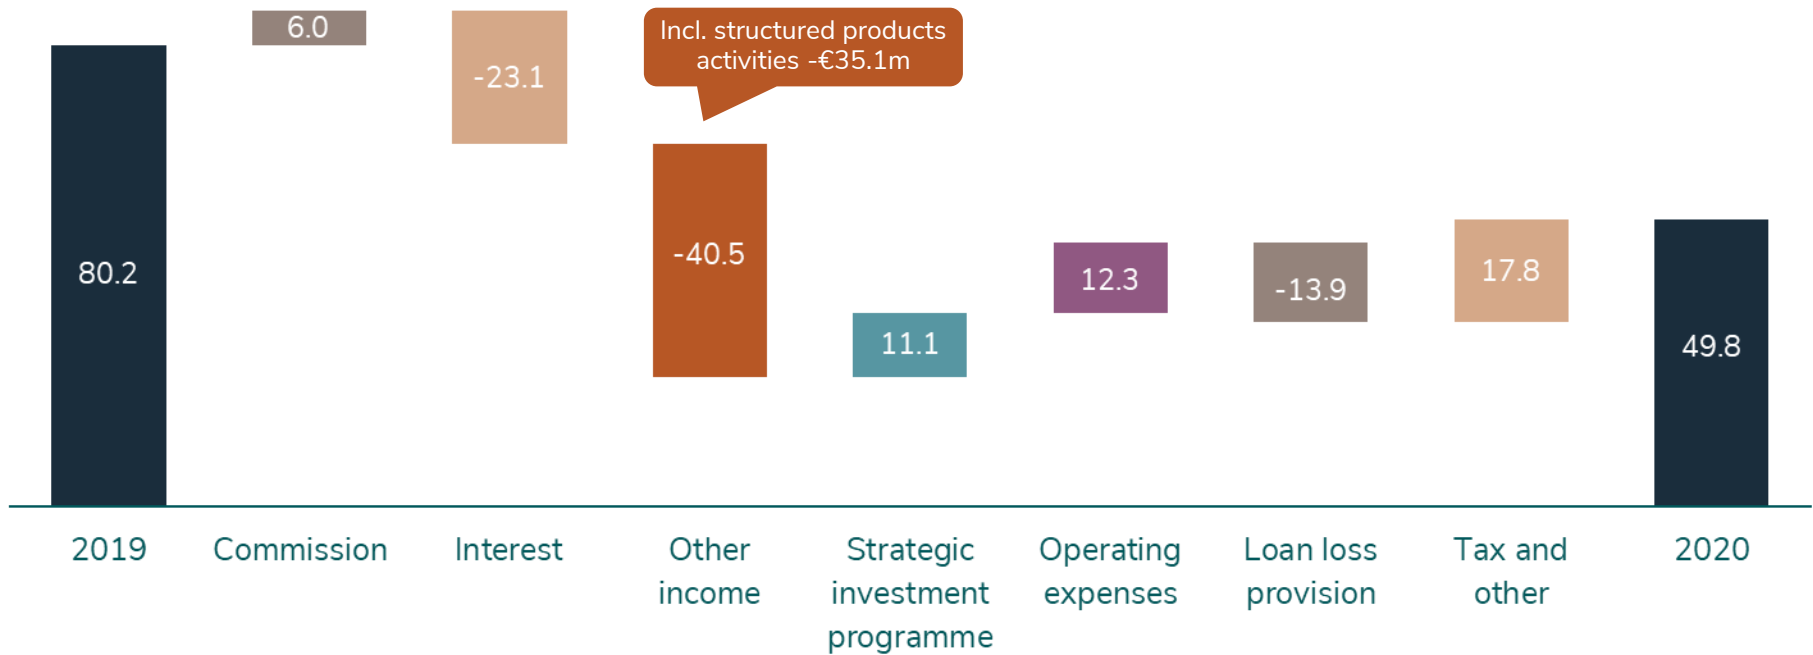 6.0
-23.1
Incl. structured products
activities -€35.1m
80.2
-40.5
11.1
12.3
-13.9
17.8
49.8
2019
Commission
Interest
Other
income
Strategic
investment
programme
Operating
expenses
Loan loss
provision
Tax and
other
2020